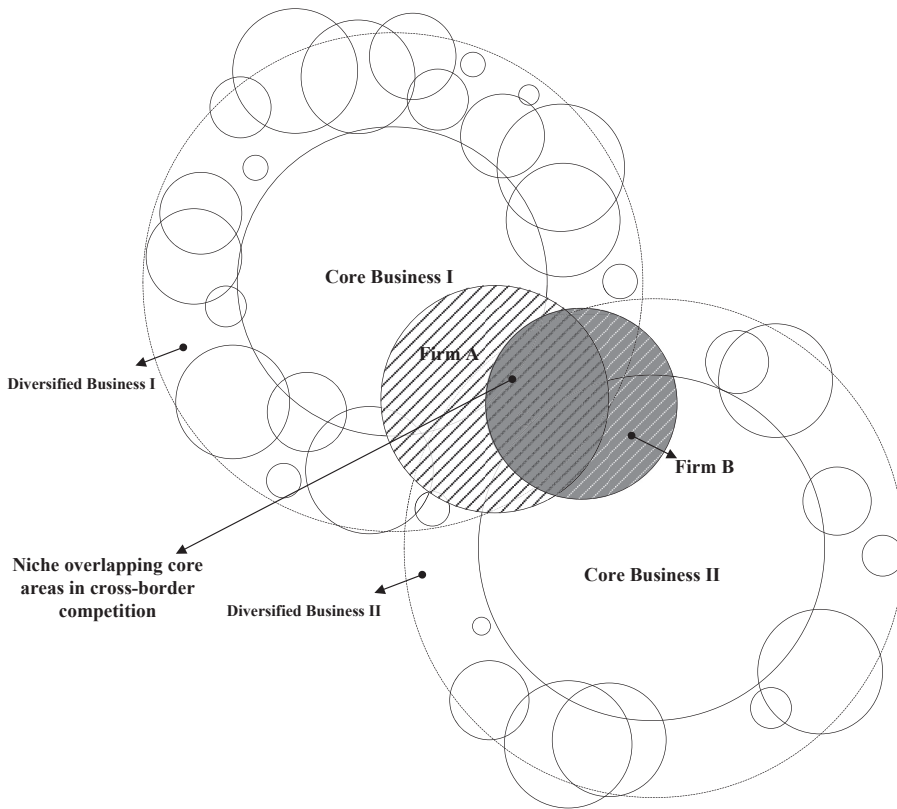 Core Business I
Firm A
Diversified Business I
Firm B
Niche overlapping core
areas in cross-border
competition
Core Business II
Diversified Business II